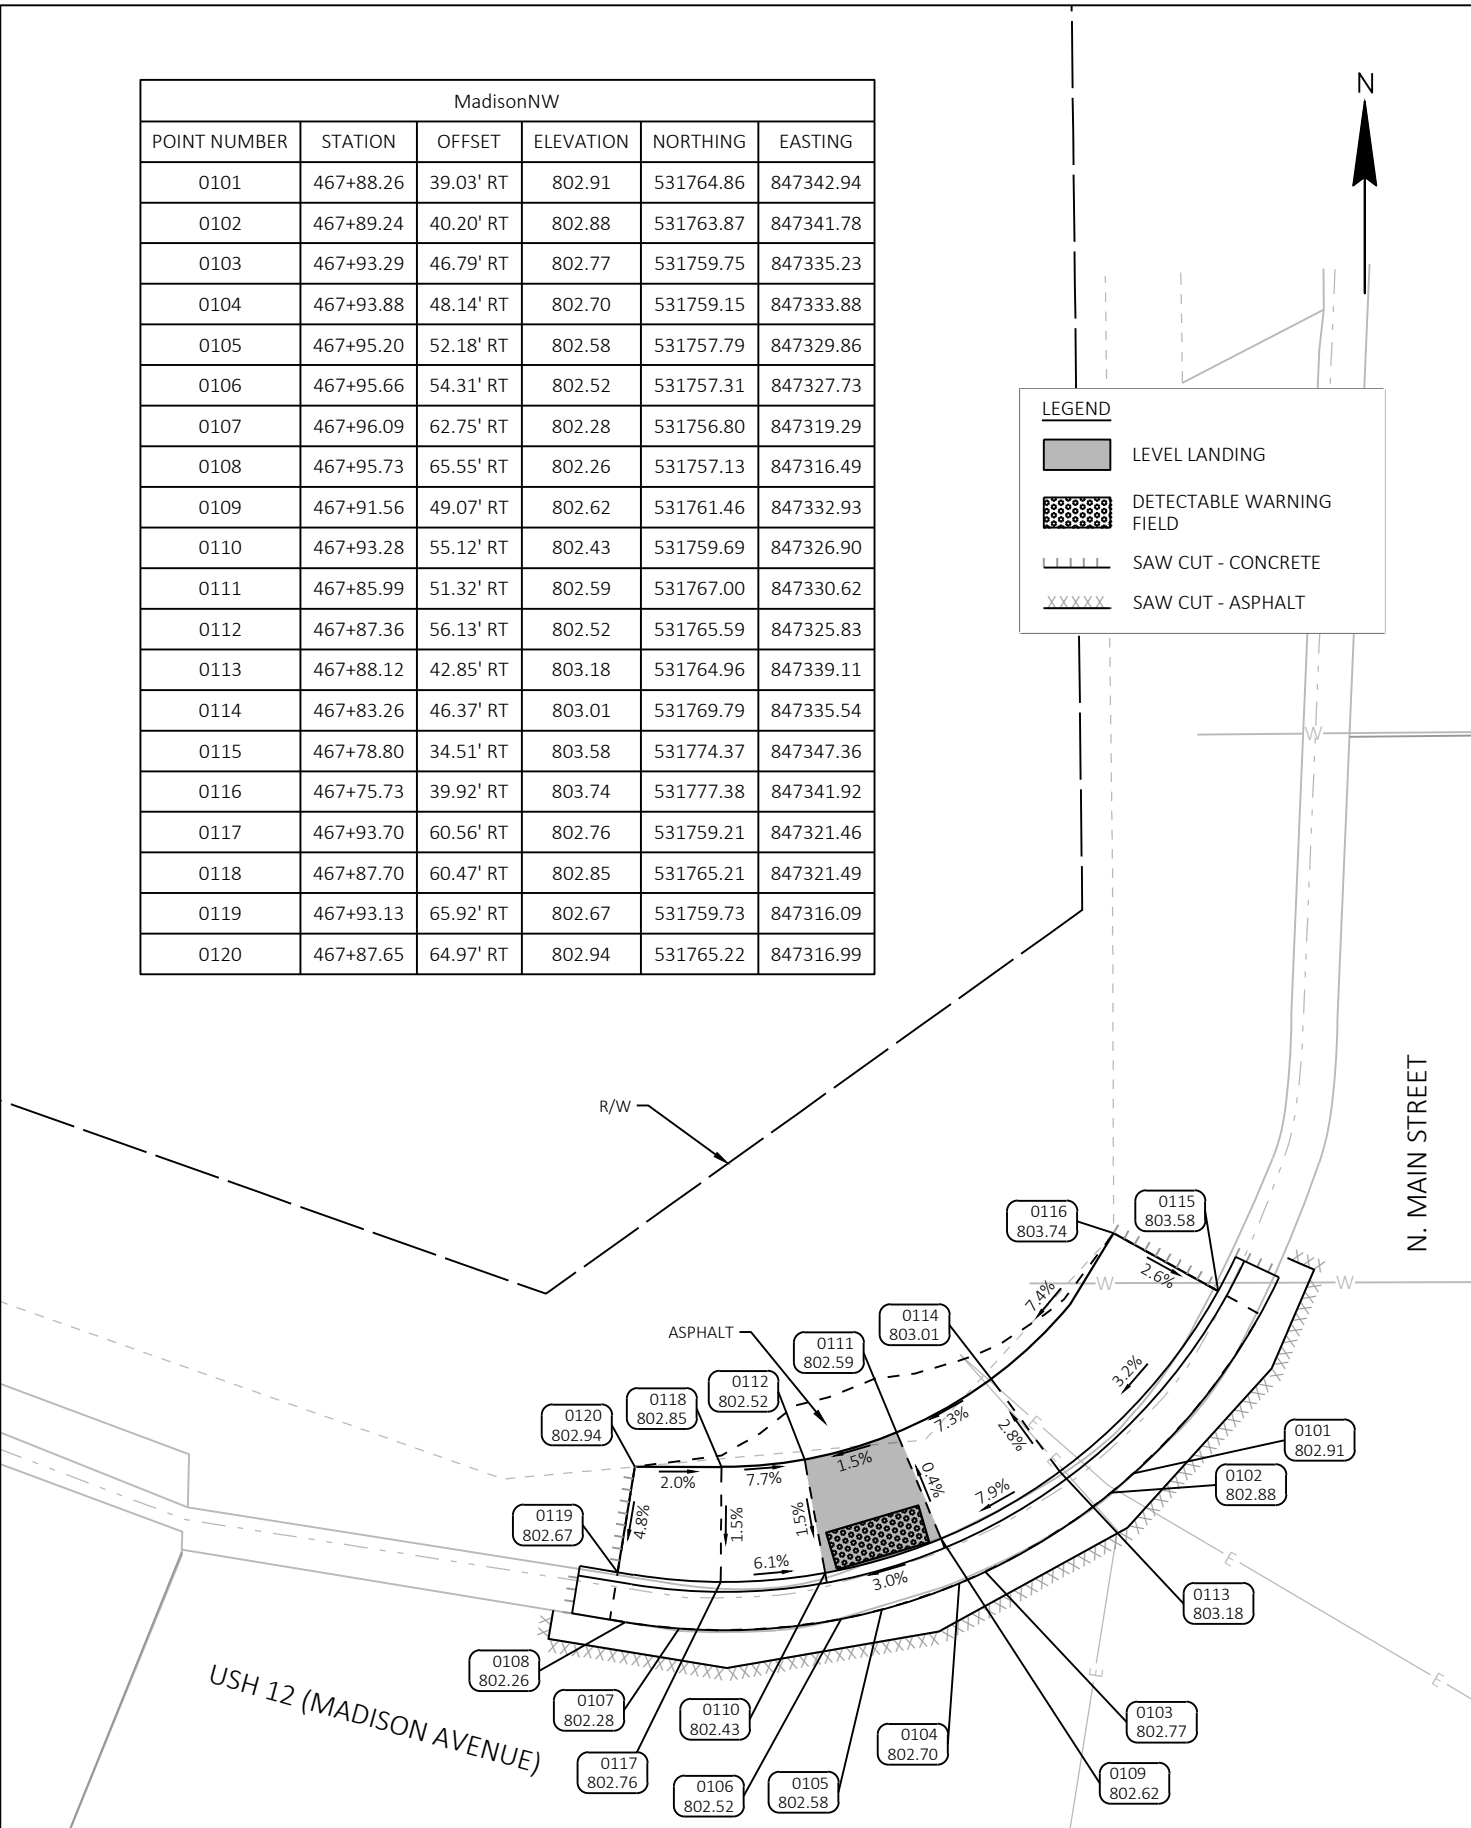 MadisonNW
POINT NUMBER STATION OFFSET ELEVATION NORTHING EASTING
0101 467+88.26 39.03' RT 802.91 531764.86 847342.94
0102 467+89.24 40.20' RT 802.88 531763.87 847341.78
0103 467+93.29 46.79' RT 802.77 531759.75 847335.23
0104 467+93.88 48.14' RT 802.70 531759.15 847333.88
0105 467+95.20 52.18' RT 802.58 531757.79 847329.86
0106 467+95.66 54.31' RT 802.52 531757.31 847327.73
0107 467+96.09 62.75' RT 802.28 531756.80 847319.29
0108 467+95.73 65.55' RT 802.26 531757.13 847316.49
0109 467+91.56 49.07' RT 802.62 531761.46 847332.93
0110 467+93.28 55.12' RT 802.43 531759.69 847326.90
0111 467+85.99 51.32' RT 802.59 531767.00 847330.62
0112 467+87.36 56.13' RT 802.52 531765.59 847325.83
0113 467+88.12 42.85' RT 803.18 531764.96 847339.11
0114 467+83.26 46.37' RT 803.01 531769.79 847335.54
0115 467+78.80 34.51' RT 803.58 531774.37 847347.36
0116 467+75.73 39.92' RT 803.74 531777.38 847341.92
0117 467+93.70 60.56' RT 802.76 531759.21 847321.46
0118 467+87.70 60.47' RT 802.85 531765.21 847321.49
0119 467+93.13 65.92' RT 802.67 531759.73 847316.09
0120 467+87.65 64.97' RT 802.94 531765.22 847316.99
N
LEGEND
LEVEL LANDING
DETECTABLE WARNING
FIELD
SAW CUT - CONCRETE
XXXXX SAW CUT - ASPHALT
W
N. MAIN STREET
R/W
0116
803.74
0115
803.58
2.6%
W
W
7.4%
0114
803.01
ASPHALT
0111
802.59
3.2%
0112
802.52
0118
802.85
0120
802.94
7.3%
E
2.8%
0101
802.91
1.5%
2.0%
7.7%
0.4%
7.9%
0102
802.88
0119
802.67
4.8%
1.5%
1.5%
6.1%
3.0%
E
0113
803.18
0108
802.26
E
E
USH 12 (MADISON AVENUE)
0107
802.28
0110
802.43
0104
802.70
0103
802.77
0117
802.76
0106
802.52
0105
802.58
0109
802.62